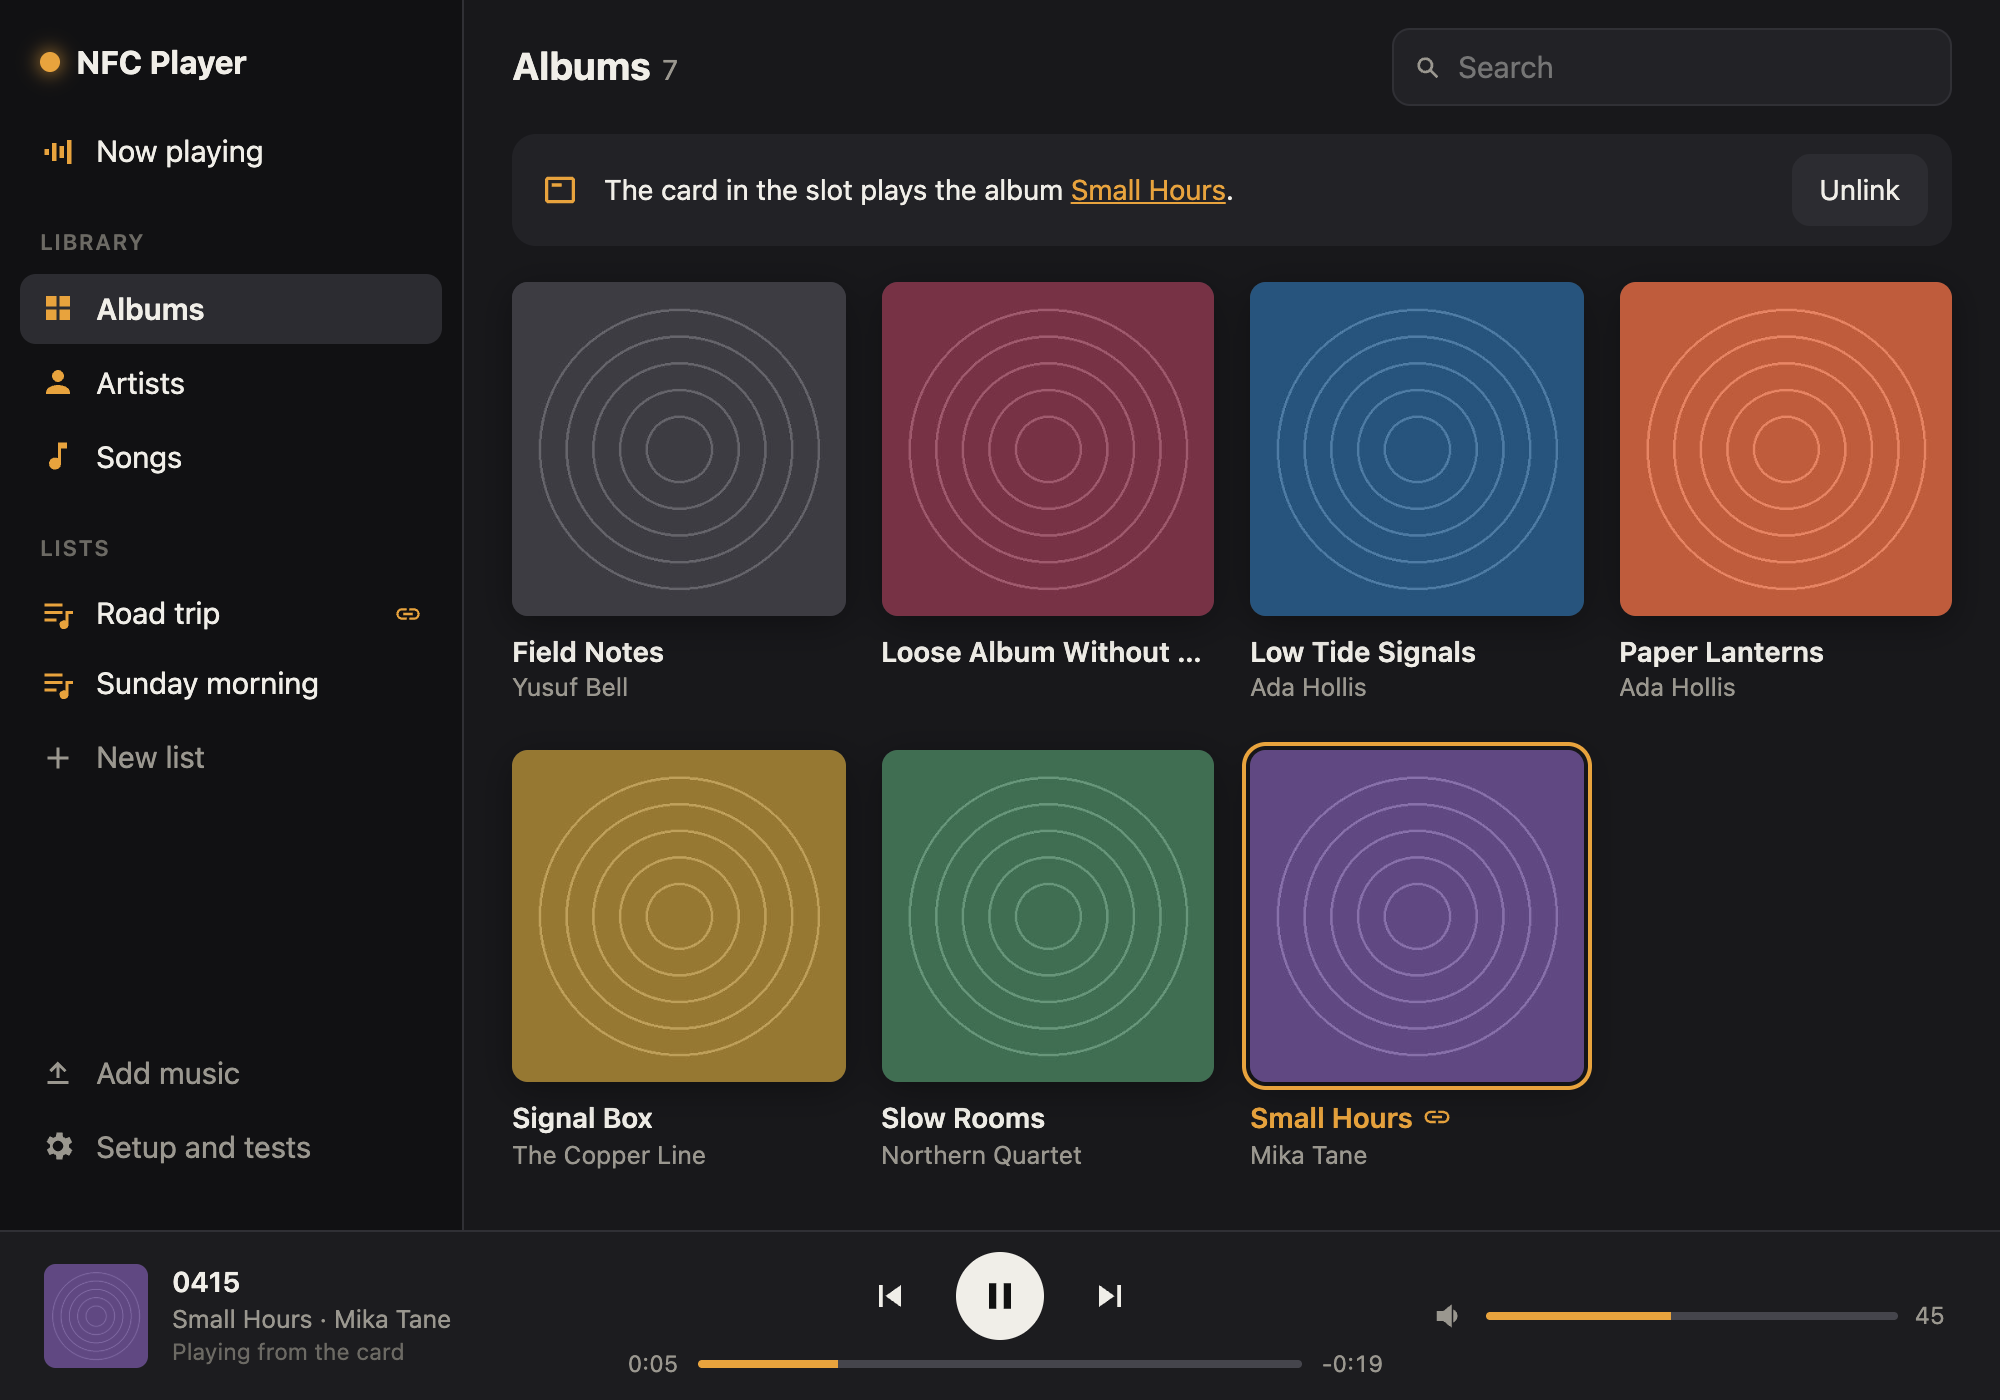 NFC Player
Now playing
LIBRARY
Albums
Artists
Songs
LISTS
Road trip
Sunday morning
New list
Add music
Setup and tests
Albums 7
Search
The card in the slot plays the album Small Hours.
Unlink
Field Notes
Yusuf Bell
Loose Album Without ...
Low Tide Signals
Ada Hollis
Paper Lanterns
Ada Hollis
Signal Box
The Copper Line
Slow Rooms
Northern Quartet
Small Hours
Mika Tane
0415
Small Hours · Mika Tane
Playing from the card
0:05
-0:19
45